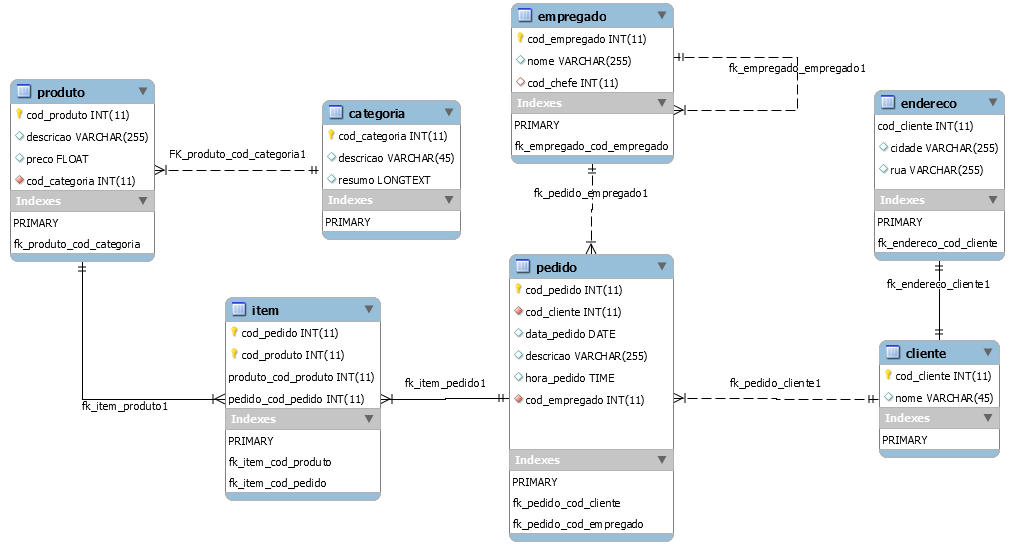 empregado
cod_empregado INT(11)
nome VARCHAR(255)
cod_chefe INT(11)
Indexes
PRIMARY
fk_empregado_cod_empregado
fk_empregado_empregado1
produto
cod_produto INT(11)
descricao VARCHAR(255)
preco FLOAT
cod_categoria INT(11)
Indexes
PRIMARY
fk_produto_cod_categoria
FK_produto_cod_categoria1
categoria
cod_categoria INT(11)
descricao VARCHAR(45)
resumo LONGTEXT
Indexes
PRIMARY
endereco
cod_cliente INT(11)
cidade VARCHAR(255)
rua VARCHAR(255)
Indexes
PRIMARY
fk_endereco_cod_cliente
fk_pedido_empregado1
fk_endereco_cliente1
pedido
cod_pedido INT(11)
cod_cliente INT(11)
data_pedido DATE
descricao VARCHAR(255)
hora_pedido TIME
cod_empregado INT(11)
Indexes
PRIMARY
fk_pedido_cod_cliente
fk_pedido_cod_empregado
item
cod_pedido INT(11)
cod_produto INT(11)
produto_cod_produto INT(11)
pedido_cod_pedido INT(11)
Indexes
PRIMARY
fk_item_cod_produto
fk_item_cod_pedido
fk_item_produto1
fk_item_pedido1
fk_pedido_cliente1
cliente
cod_cliente INT(11)
nome VARCHAR(45)
Indexes
PRIMARY